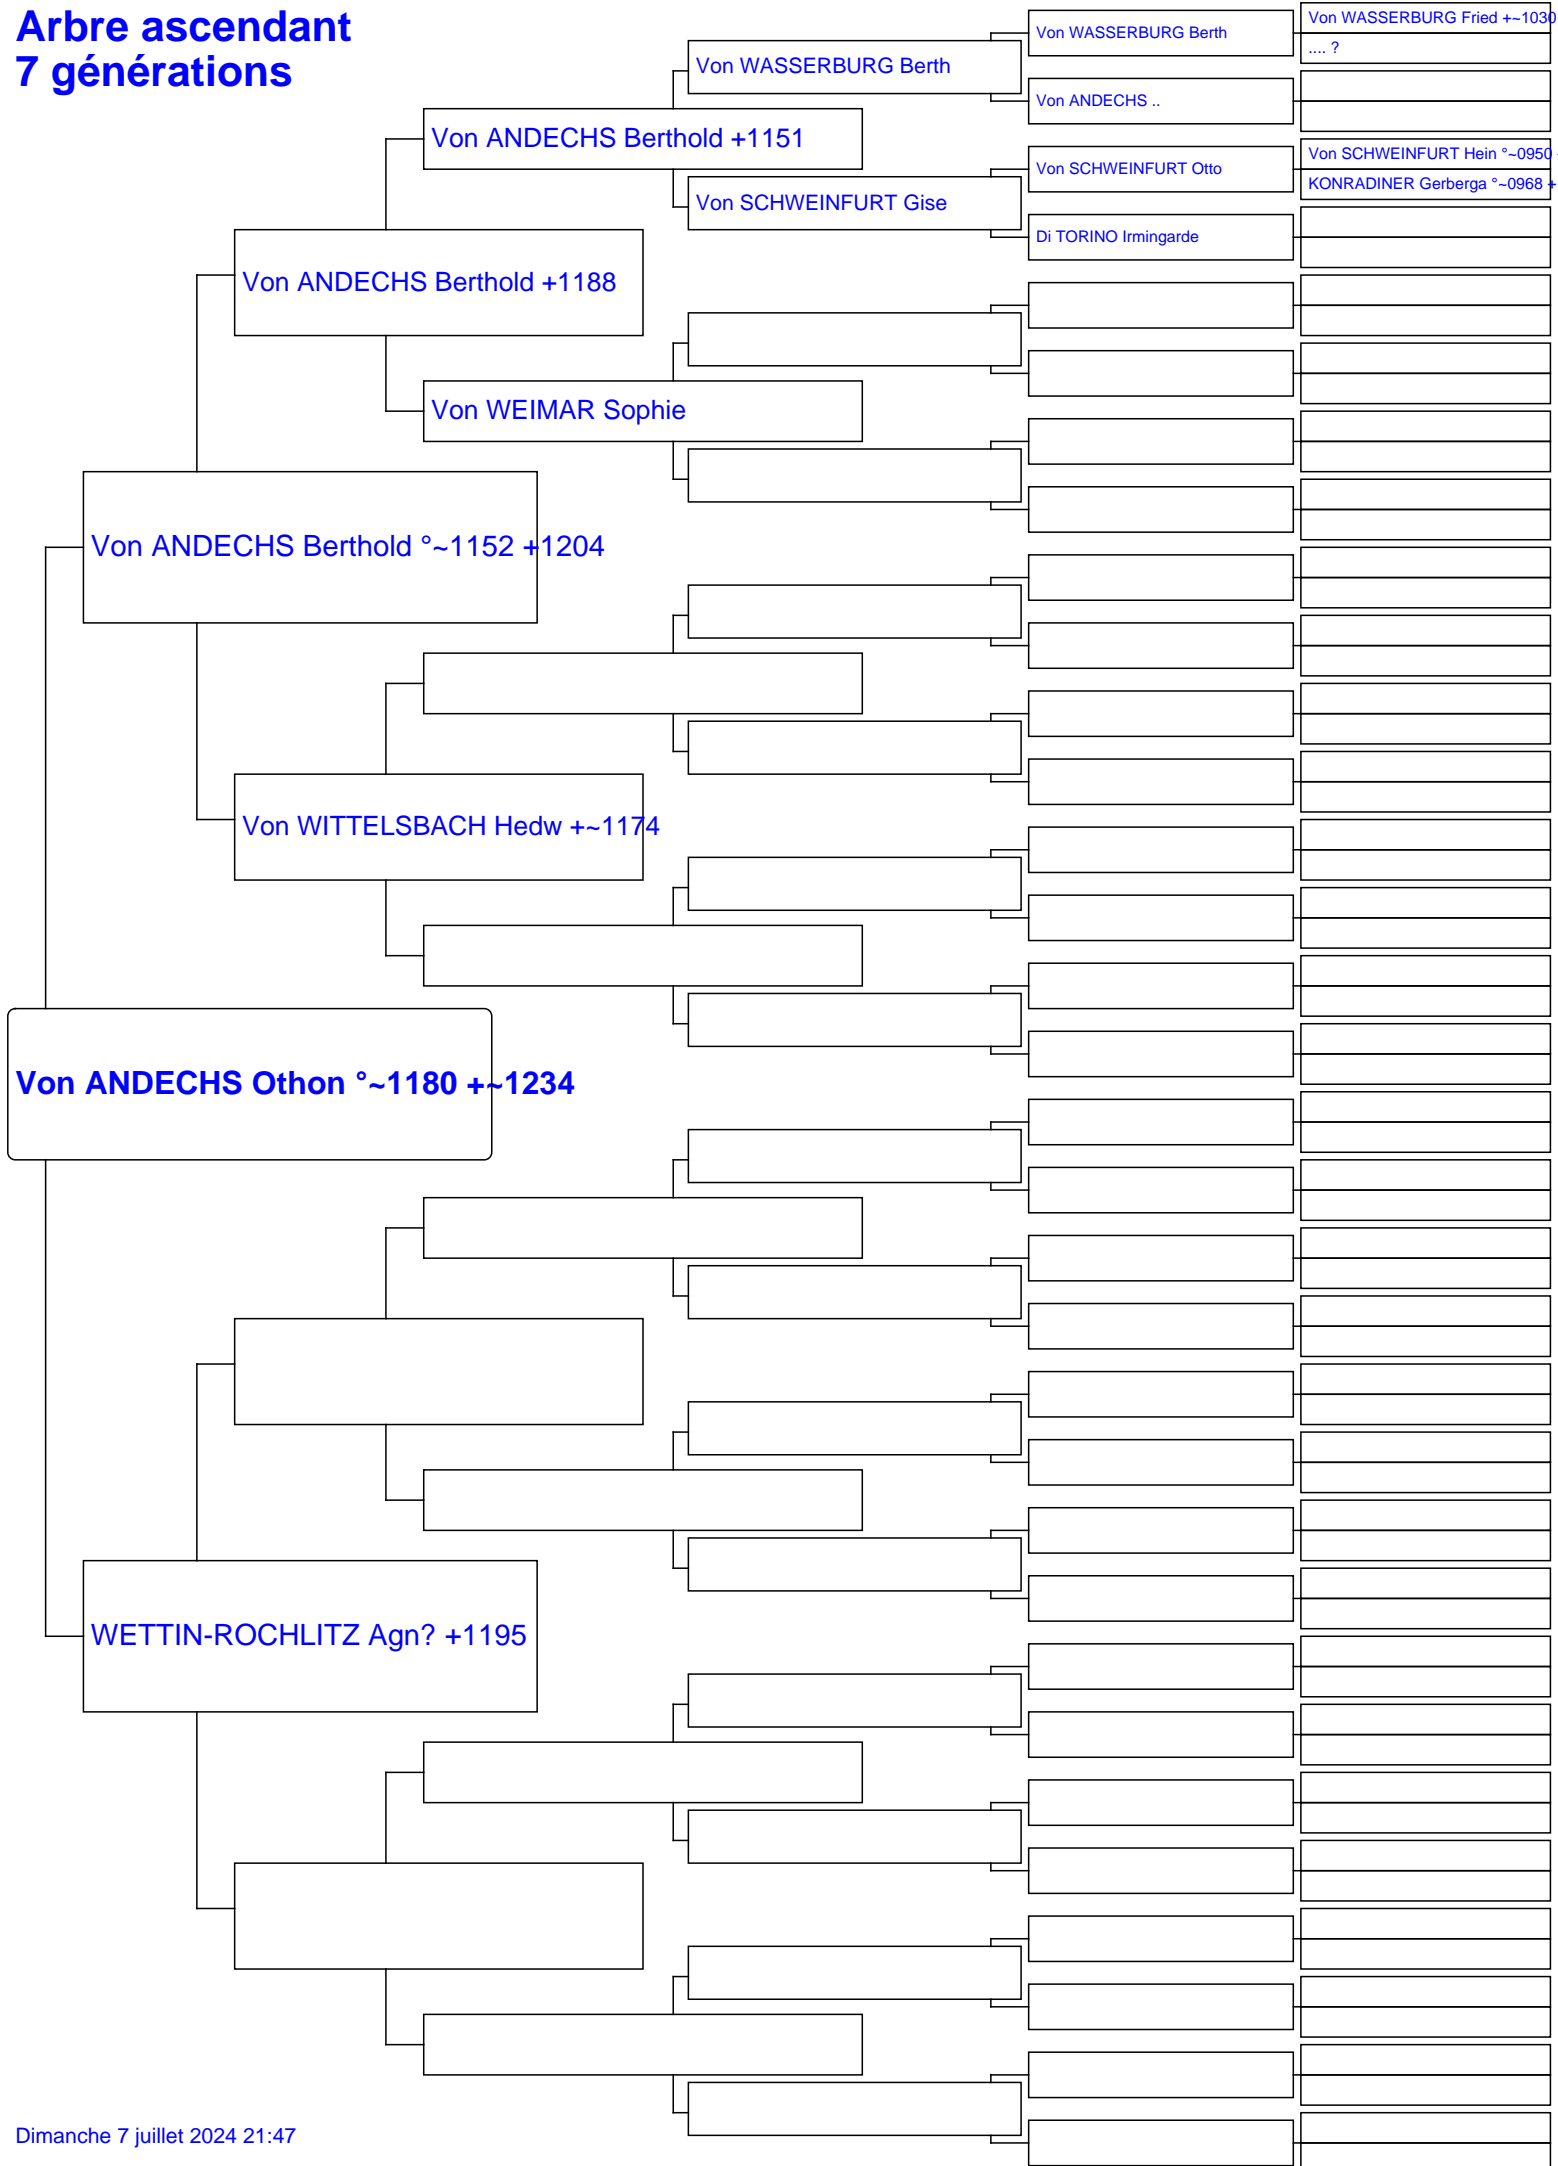 Arbre ascendant
7 générations
Von WASSERBURG Fried +~1030
Von WASSERBURG Berth
.... ?
Von WASSERBURG Berth
Von ANDECHS ..
Von ANDECHS Berthold +1151
Von SCHWEINFURT Hein °~0950
Von SCHWEINFURT Otto
KONRADINER Gerberga °~0968 +
Von SCHWEINFURT Gise
Di TORINO Irmingarde
Von ANDECHS Berthold +1188
Von WEIMAR Sophie
Von ANDECHS Berthold °~1152 +1204
Von WITTELSBACH Hedw +~1174
Von ANDECHS Othon °~1180 +~1234
WETTIN-ROCHLITZ Agn? +1195
Dimanche 7 juillet 2024 21:47